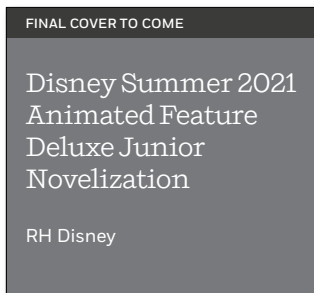 FINAL COVER TO COME
Disney Summer 2021
Animated Feature
Deluxe Junior
Novelization
RH Disney